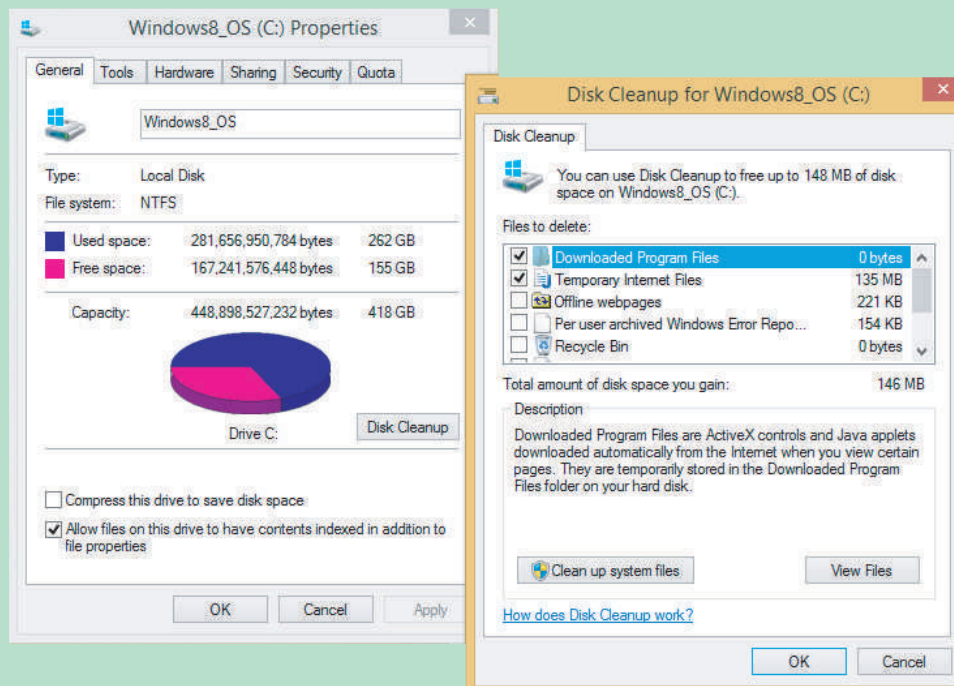 Windows8_OS (C:) Properties
General Tools Hardware Sharing Security Quota
Windows8_OS
Type: Local Disk
File system: NTFS
Used space: 281,656,950,784 bytes 262 GB
Free space: 167,241,576,448 bytes 155 GB
Capacity: 448,898,527,232 bytes 418 GB
Drive C:
Disk Cleanup
Compress this drive to save disk space
Allow files on this drive to have contents indexed in addition to
file properties
OK Cancel Apply
Disk Cleanup for Windows8_OS (C:)
Disk Cleanup
You can use Disk Cleanup to free up to 148 MB of disk
space on Windows8_OS (C:).
Files to delete:
Downloaded Program Files 0 bytes
Temporary Internet Files 135 MB
Offline webpages 221 KB
Per user archived Windows Error Repo... 154 KB
Recycle Bin 0 bytes
Total amount of disk space you gain: 146 MB
Description
Downloaded Program Files are ActiveX controls and Java applets
downloaded automatically from the Internet when you view certain
pages. They are temporarily stored in the Downloaded Program
Files folder on your hard disk.
Clean up system files View Files
How does Disk Cleanup work?
OK Cancel